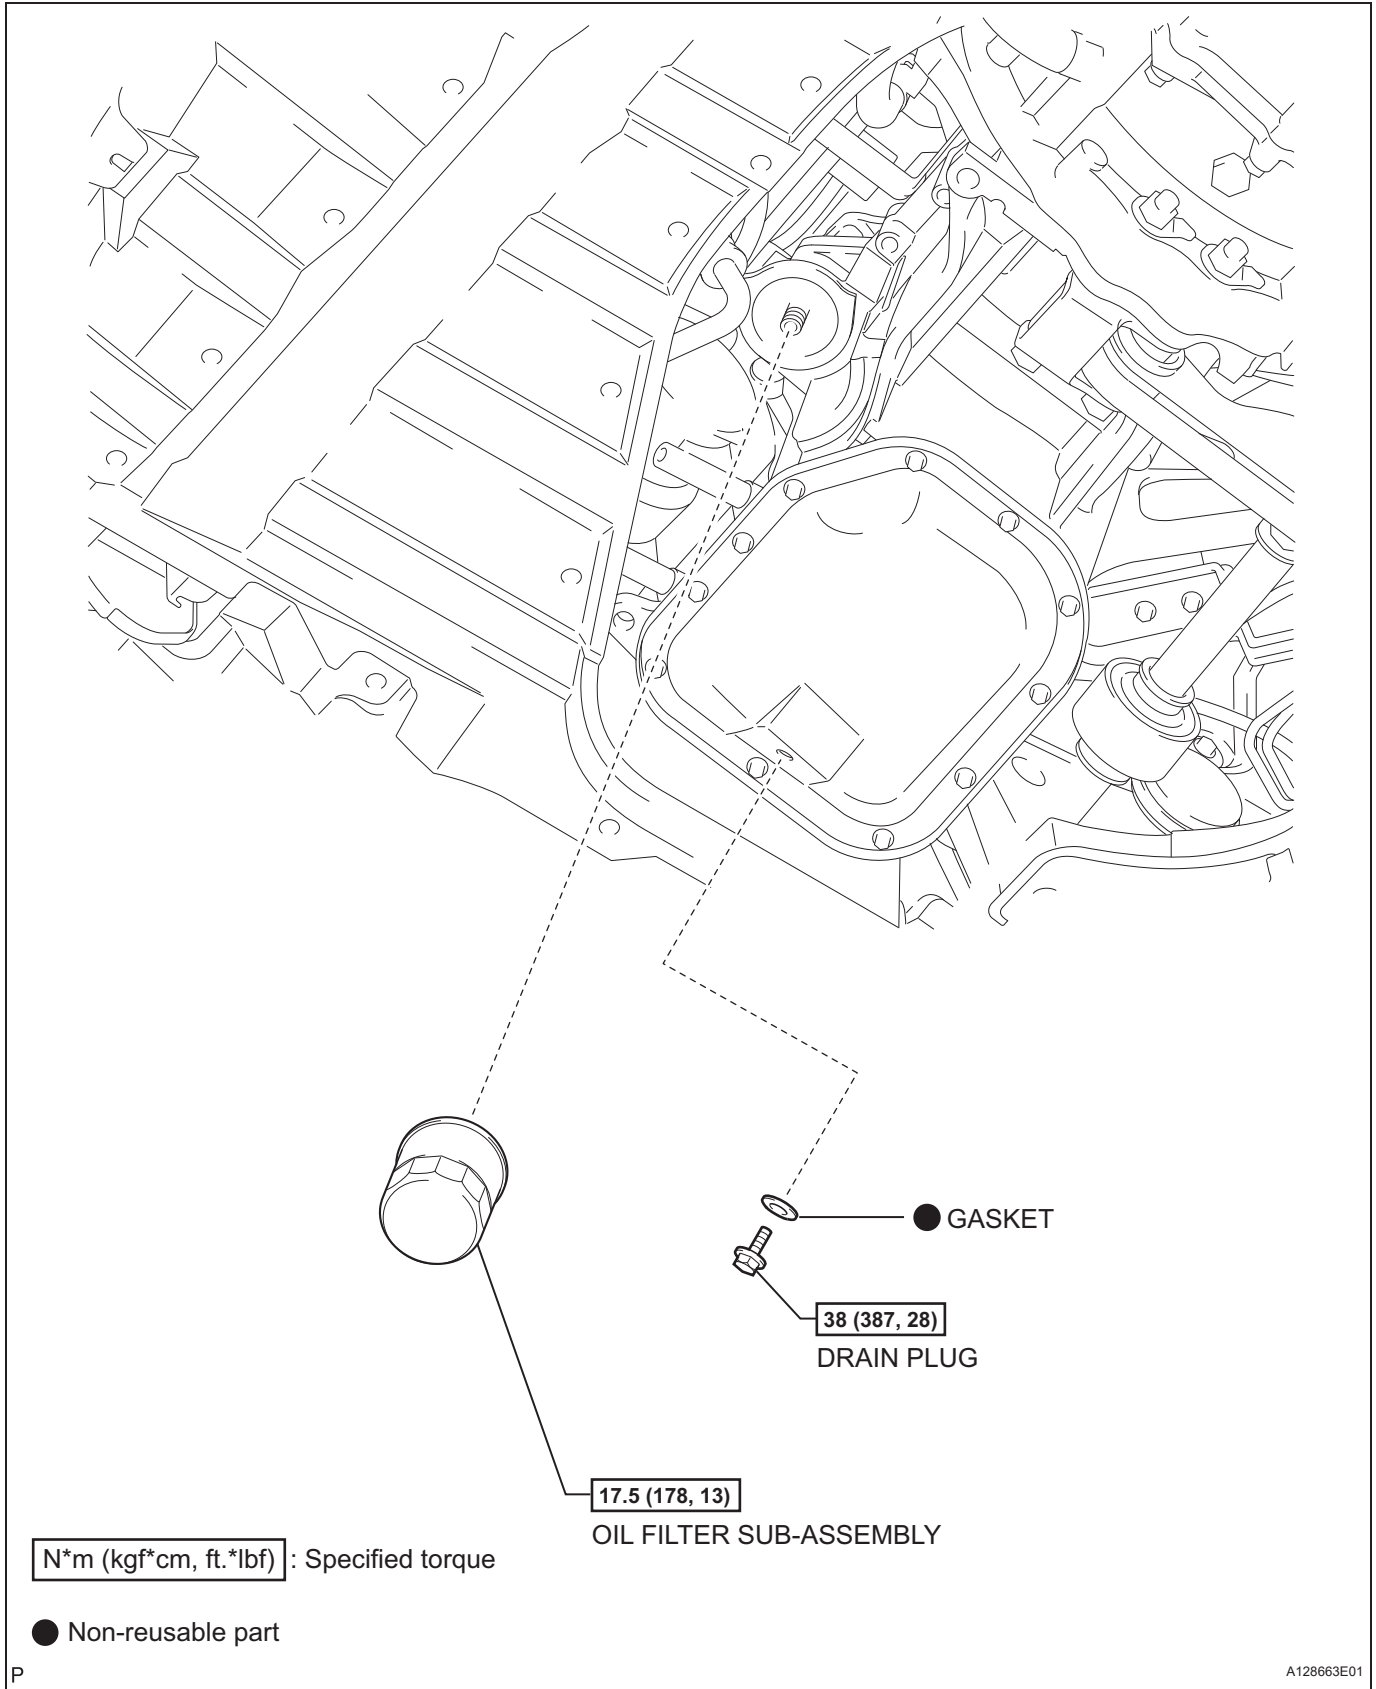 ● GASKET
38 (387, 28)
DRAIN PLUG
17.5 (178, 13)
OIL FILTER SUB-ASSEMBLY
N*m (kgf*cm, ft.*lbf) : Specified torque
● Non-reusable part
P
A128663E01